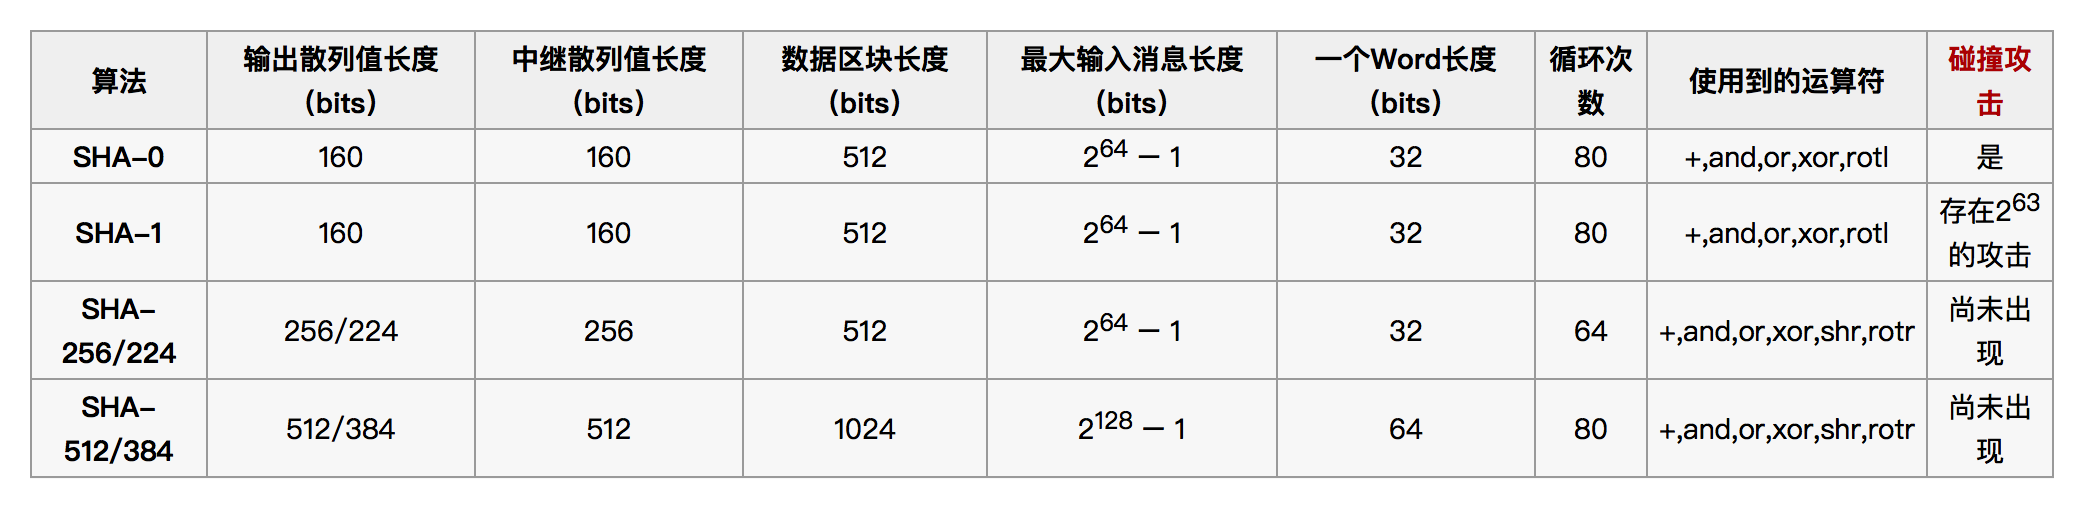 算法 输出散列值长度（bits） 中继散列值长度（bits） 数据区块长度（bits） 最大输入消息长度（bits） 一个Word长度（bits） 循环次数 使用到的运算符 碰撞攻击
SHA-0 160 160 512 2^64 − 1 32 80 +,and,or,xor,rotl 是
SHA-1 160 160 512 2^64 − 1 32 80 +,and,or,xor,rotl 存在2^63的攻击
SHA-256/224 256/224 256 512 2^64 − 1 32 64 +,and,or,xor,shr,rotr 尚未出现
SHA-512/384 512/384 512 1024 2^128 − 1 64 80 +,and,or,xor,shr,rotr 尚未出现